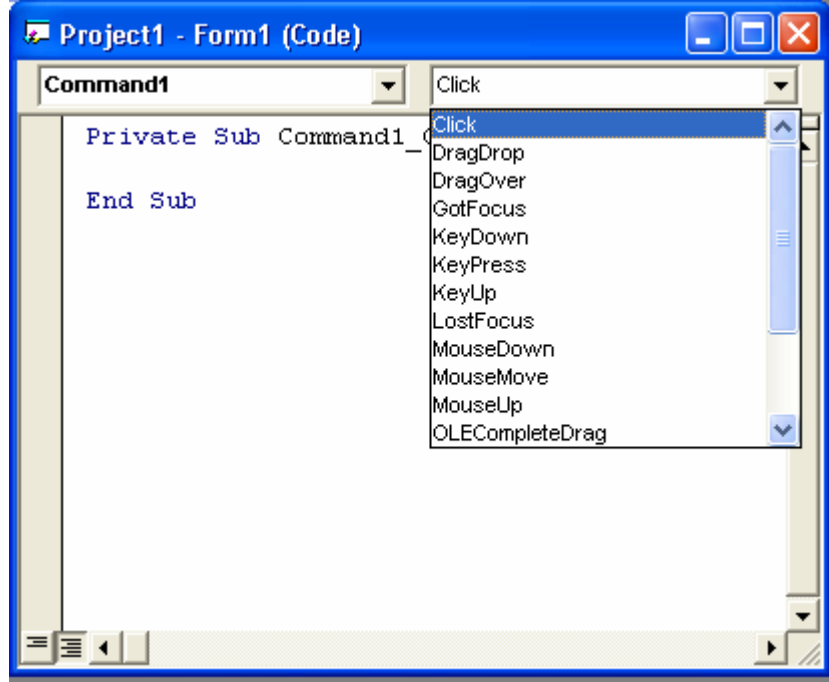 Project1 - Form1 (Code)
Command1 Click
Private Sub Command1_
End Sub
Click
DragDrop
DragOver
GotFocus
KeyDown
KeyPress
KeyUp
LostFocus
MouseDown
MouseMove
MouseUp
OLECompleteDrag